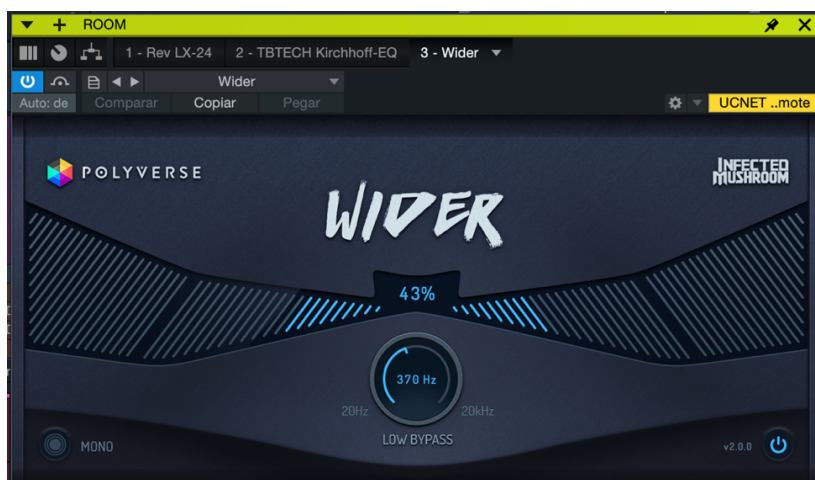 ROOM
1 - Rev LX-24 2 - TBTECH Kirchhoff-EQ 3 - Wider
Wider
Auto: de Comparar Copiar Pegar UCNET ..mote
POLYVERSE
INFECTED
MUSHROOM
WIDER
43%
370 Hz
20Hz 20kHz
LOW BYPASS
MONO v2.0.0